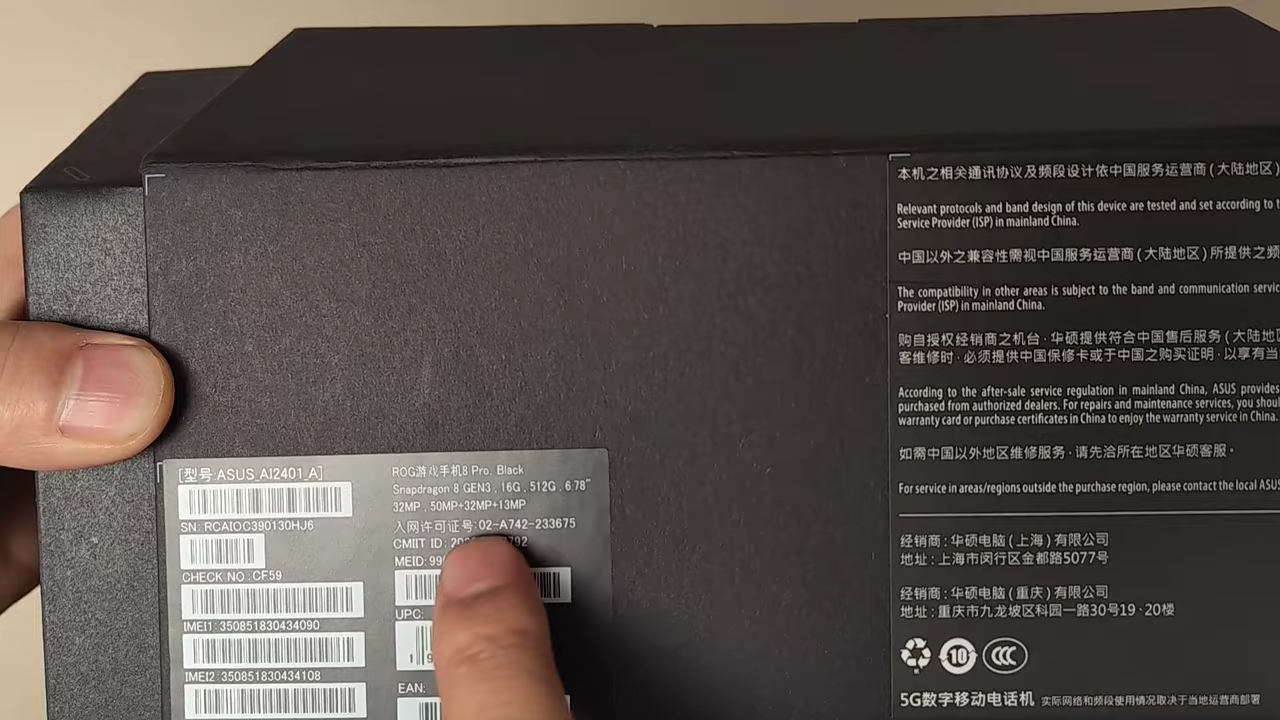 [型号:ASUS_AI2401_A]
SN: RCAIOC390130HJ6
CHECK NO :CF59
IMEI1: 350851830434090
IMEI2: 350851830434108
ROG游戏手机8 Pro, Black
Snapdragon 8 GEN3 , 16G , 512G , 6.78"
32MP , 50MP+32MP+13MP
入网许可证号:02-A742-233675
CMIIT ID:
MEID:
UPC:
EAN:
本机之相关通讯协议及频段设计依中国服务运营商 ( 大陆地区 )
Relevant protocols and band design of this device are tested and set according to
Service Provider (ISP) in mainland China.
中国以外之兼容性需视中国服务运营商 ( 大陆地区 ) 所提供之频
The compatibility in other areas is subject to the band and communication
Provider (ISP) in mainland China.
购自授权经销商之机台 · 华硕提供符合中国售后服务 ( 大陆地
客维修时 · 必须提供中国保修卡或于中国之购买证明 · 以享有当
According to the after-sale service regulation in mainland China, ASUS provides
purchased from authorized dealers. For repairs and maintenance services, you
warranty card or purchase certificates in China to enjoy the warranty service in China.
如需中国以外地区维修服务 · 请先洽所在地区华硕客服。
For service in areas/regions outside the purchase region, please contact the local ASUS
经销商 : 华硕电脑 ( 上海 ) 有限公司
地址 : 上海市闵行区金都路5077号
经销商 : 华硕电脑 ( 重庆 ) 有限公司
地址 : 重庆市九龙坡区科园一路30号19 · 20楼
10
CCC
5G数字移动电话机 实际网络和频段使用情况取决于当地运营商部署